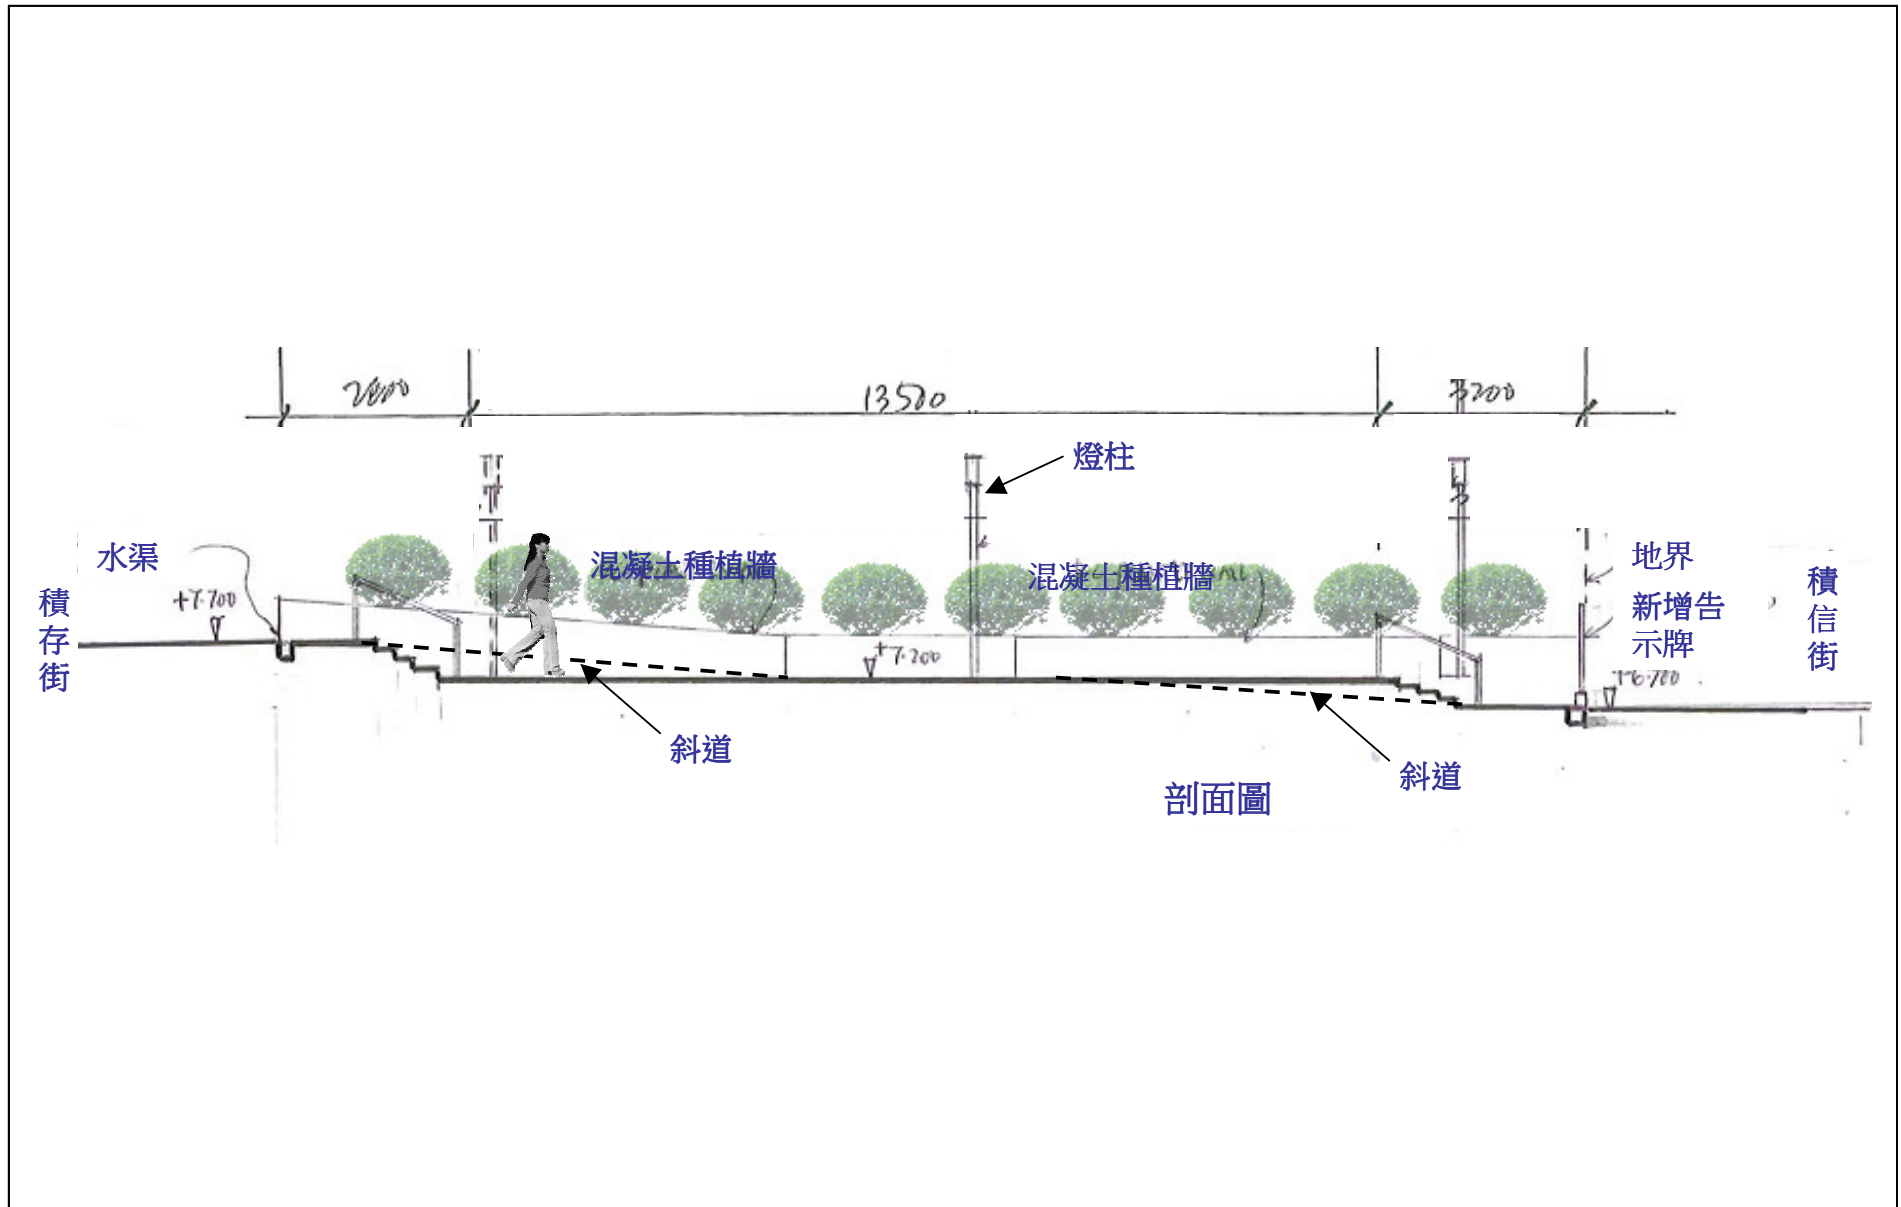 13500
3200
燈柱
水渠
混凝土種植牆
混凝土種植牆
地界
新增告
示牌
積存街
積信街
+7.700
+7.200
+6.700
斜道
斜道
剖面圖